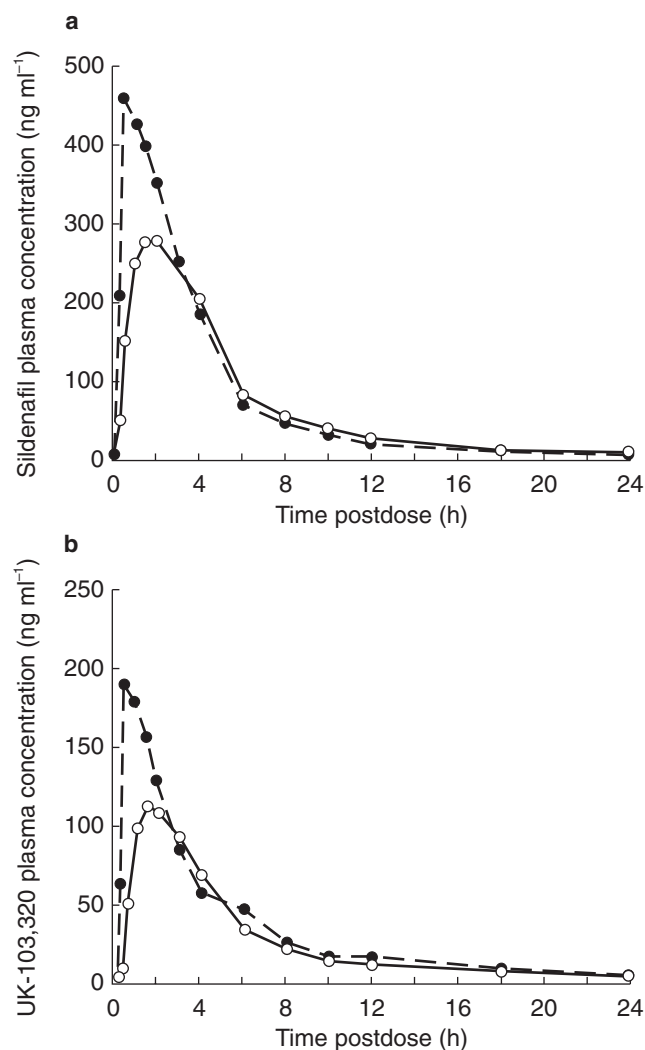 a
Sildenafil plasma concentration (ng ml⁻¹)
500
400
300
200
100
0
0 4 8 12 16 20 24
Time postdose (h)
b
UK-103,320 plasma concentration (ng ml⁻¹)
250
200
150
100
50
0
0 4 8 12 16 20 24
Time postdose (h)